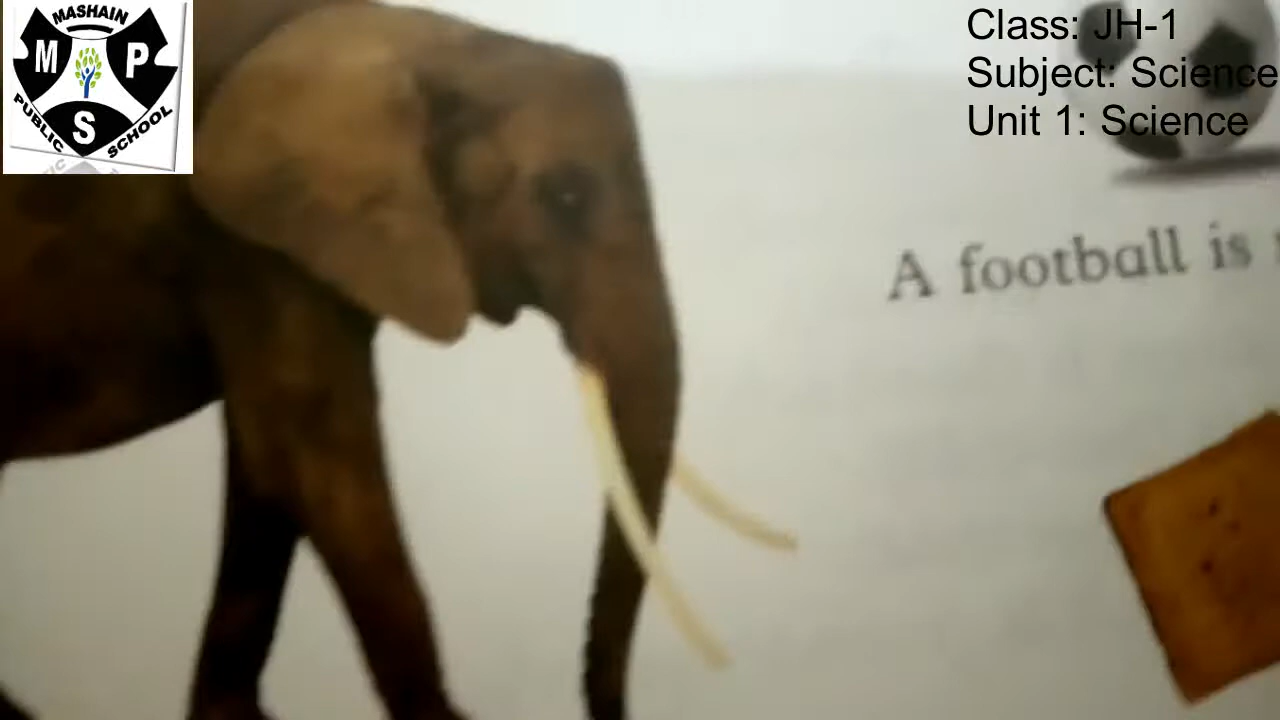 MASHAIN
M P
S
PUBLIC SCHOOL
Class: JH-1
Subject: Science
Unit 1: Science
A football is